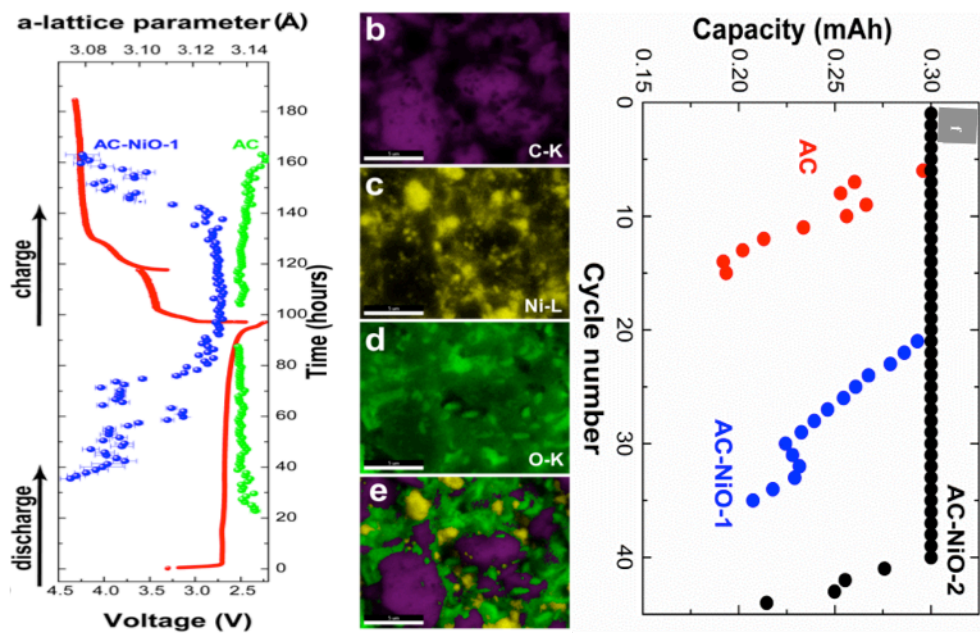 a-lattice parameter (Å)
3.08 3.10 3.12 3.14
180
160
140
120
100
80
60
40
20
0
Time (hours)
AC-NiO-1
AC
charge
discharge
4.5 4.0 3.5 3.0 2.5
Voltage (V)
b
C-K
c
Ni-L
d
O-K
e
Capacity (mAh)
0.15 0.20 0.25 0.30
0
10
20
30
40
Cycle number
AC
AC-NiO-1
AC-NiO-2